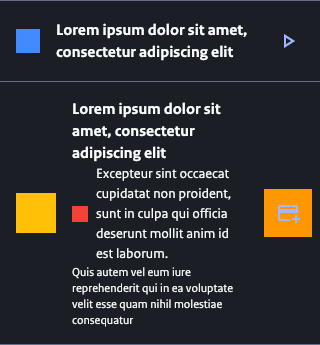 Lorem ipsum dolor sit amet,
consectetur adipiscing elit
Lorem ipsum dolor sit
amet, consectetur
adipiscing elit
Excepteur sint occaecat
cupidatat non proident,
sunt in culpa qui officia
deserunt mollit anim id
est laborum.
Quis autem vel eum iure
reprehenderit qui in ea voluptate
velit esse quam nihil molestiae
consequatur